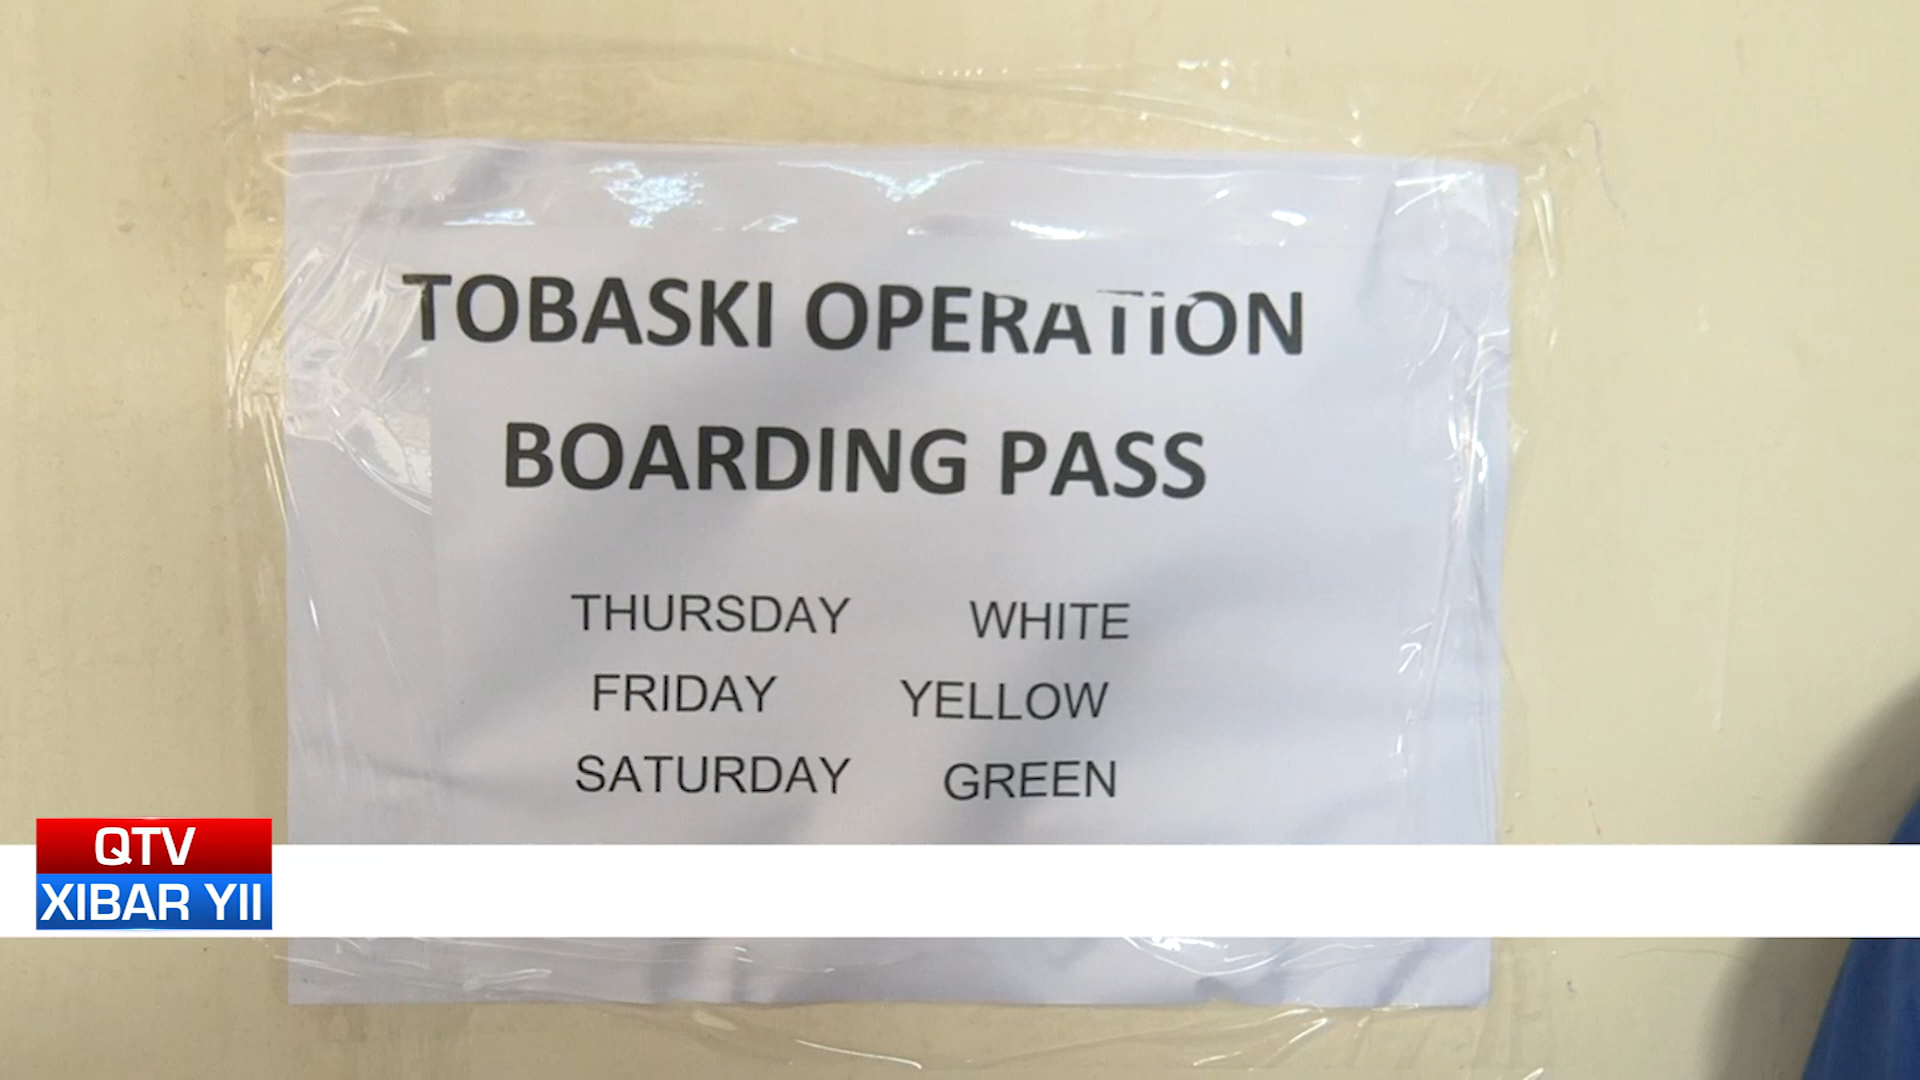 TOBASKI OPERATION
BOARDING PASS
THURSDAY WHITE
FRIDAY YELLOW
SATURDAY GREEN
QTV
XIBAR YII